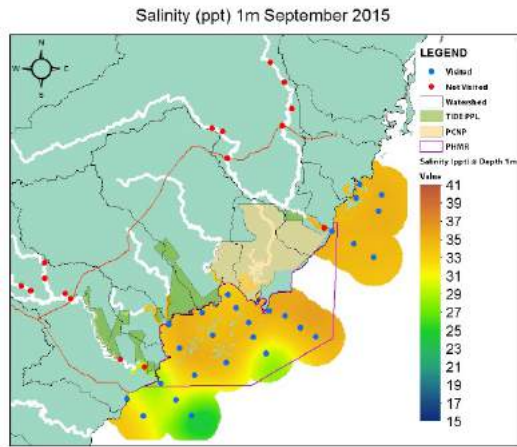 Salinity (ppt) 1m September 2015
N
W E
S
LEGEND
Visited
Not Visited
Watershed
TIDE PPL
PCNP
PHMR
Salinity (ppt) @ Depth 1m
Value
41
39
37
35
33
31
29
27
25
23
21
19
17
15